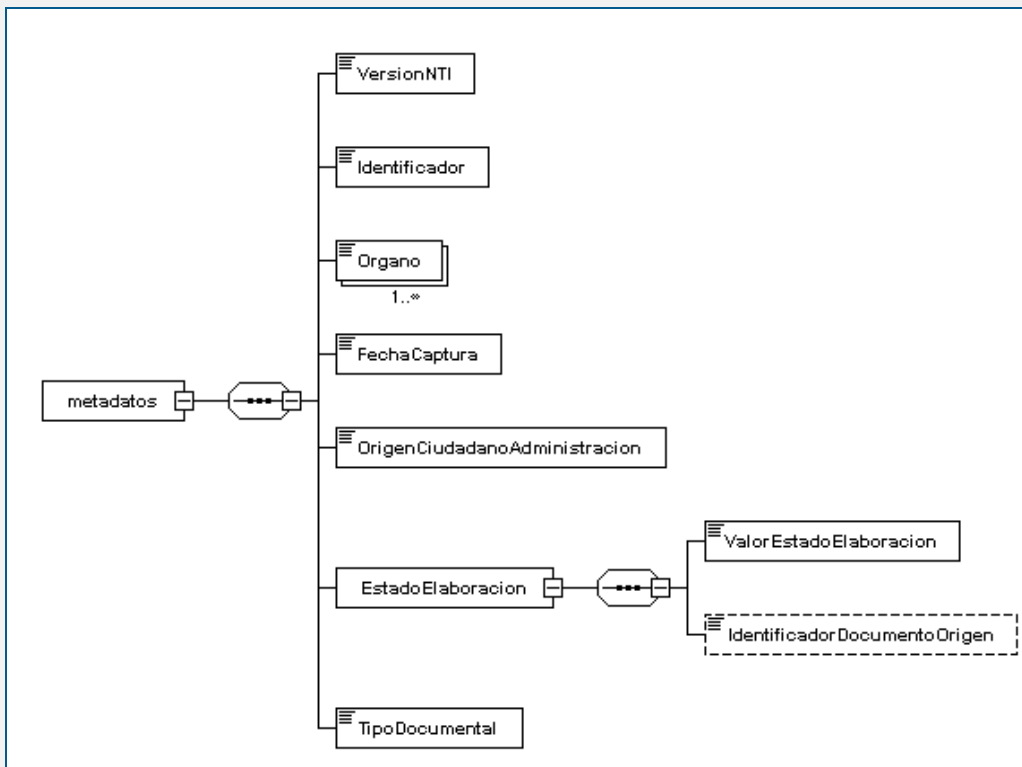 VersionNTI
Identificador
Organo
1..∞
FechaCaptura
metadatos
OrigenCiudadanoAdministracion
ValorEstadoElaboracion
EstadoElaboracion
IdentificadorDocumentoOrigen
TipoDocumental